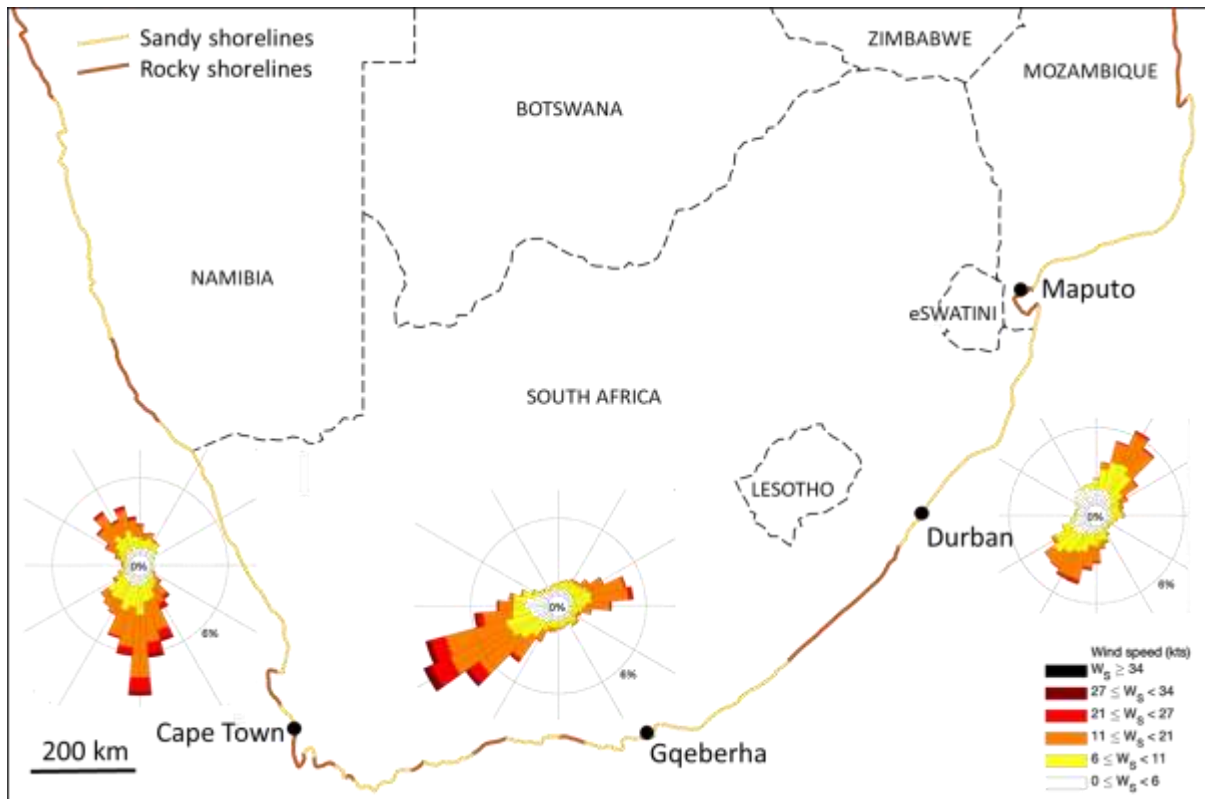 Sandy shorelines
Rocky shorelines
ZIMBABWE
MOZAMBIQUE
BOTSWANA
NAMIBIA
Maputo
eSWATINI
SOUTH AFRICA
LESOTHO
0%
6%
Durban
0%
6%
0%
6%
Cape Town
Gqeberha
200 km
Wind speed (kts)
W_S ≥ 34
27 ≤ W_S < 34
21 ≤ W_S < 27
11 ≤ W_S < 21
6 ≤ W_S < 11
0 ≤ W_S < 6